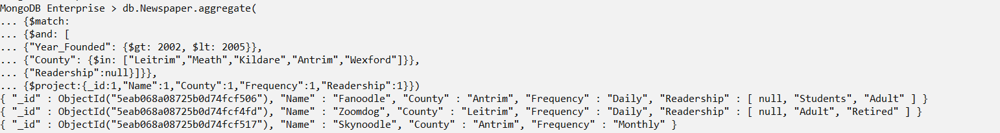 MongoDB Enterprise > db.Newspaper.aggregate(
... {$match:
... {$and: [
... {"Year_Founded": {$gt: 2002, $lt: 2005}},
... {"County": {$in: ["Leitrim","Meath","Kildare","Antrim","Wexford"]}},
... {"Readership":null}]}},
... {$project:{_id:1,"Name":1,"County":1,"Frequency":1,"Readership":1}})
{ "_id" : ObjectId("5eab068a08725b0d74fcf506"), "Name" : "Fanoodle", "County" : "Antrim", "Frequency" : "Daily", "Readership" : [ null, "Students", "Adult" ] }
{ "_id" : ObjectId("5eab068a08725b0d74fcf4fd"), "Name" : "Zoomdog", "County" : "Leitrim", "Frequency" : "Daily", "Readership" : [ null, "Adult", "Retired" ] }
{ "_id" : ObjectId("5eab068a08725b0d74fcf517"), "Name" : "Skynoodle", "County" : "Antrim", "Frequency" : "Monthly" }